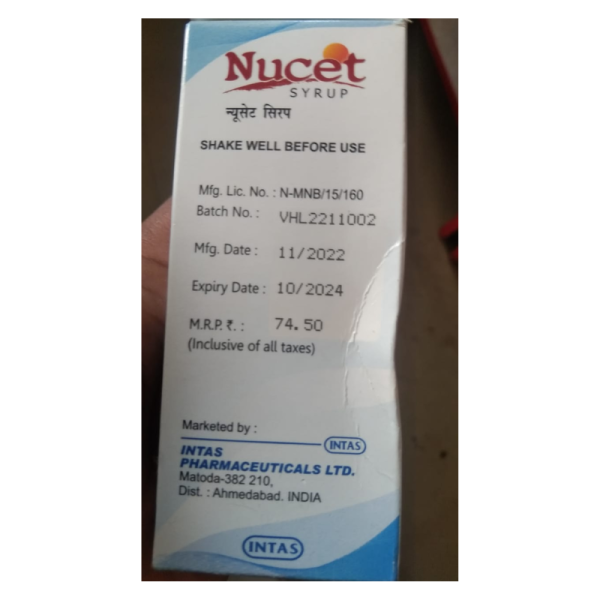 Nucet
SYRUP
न्यूसेट सिरप
SHAKE WELL BEFORE USE
Mfg. Lic. No. : N-MNB/15/160
Batch No. : VHL2211002
Mfg. Date : 11/2022
Expiry Date : 10/2024
M.R.P. ₹. : 74.50
(Inclusive of all taxes)
Marketed by :
INTAS
INTAS
PHARMACEUTICALS LTD.
Matoda-382 210,
Dist. : Ahmedabad. INDIA
INTAS